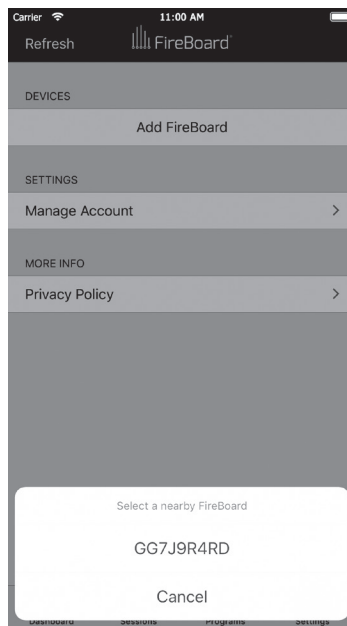 Carrier 11:00 AM
Refresh FireBoard
DEVICES
Add FireBoard
SETTINGS
Manage Account
MORE INFO
Privacy Policy
Select a nearby FireBoard
GG7J9R4RD
Cancel
Dashboard Sessions Programs Settings